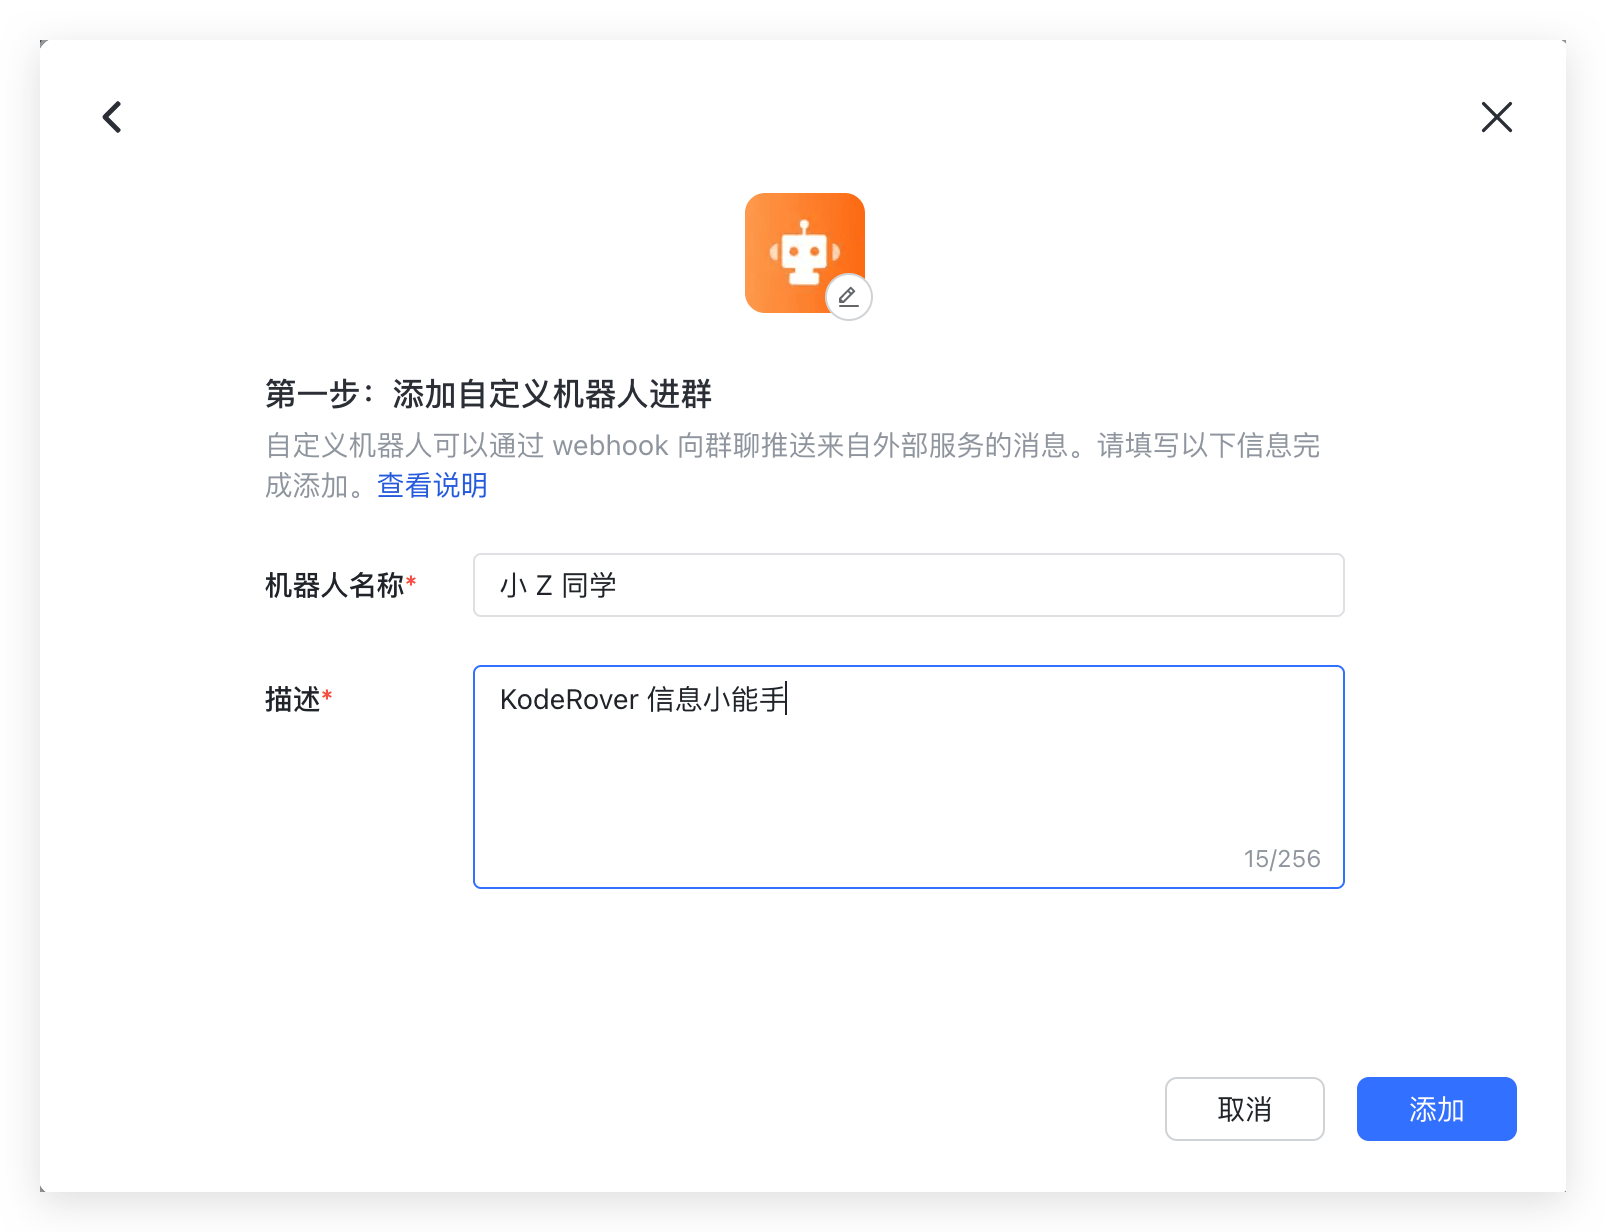 第一步：添加自定义机器人进群
自定义机器人可以通过 webhook 向群聊推送来自外部服务的消息。请填写以下信息完
成添加。查看说明
机器人名称*
小 Z 同学
描述*
KodeRover 信息小能手
15/256
取消
添加